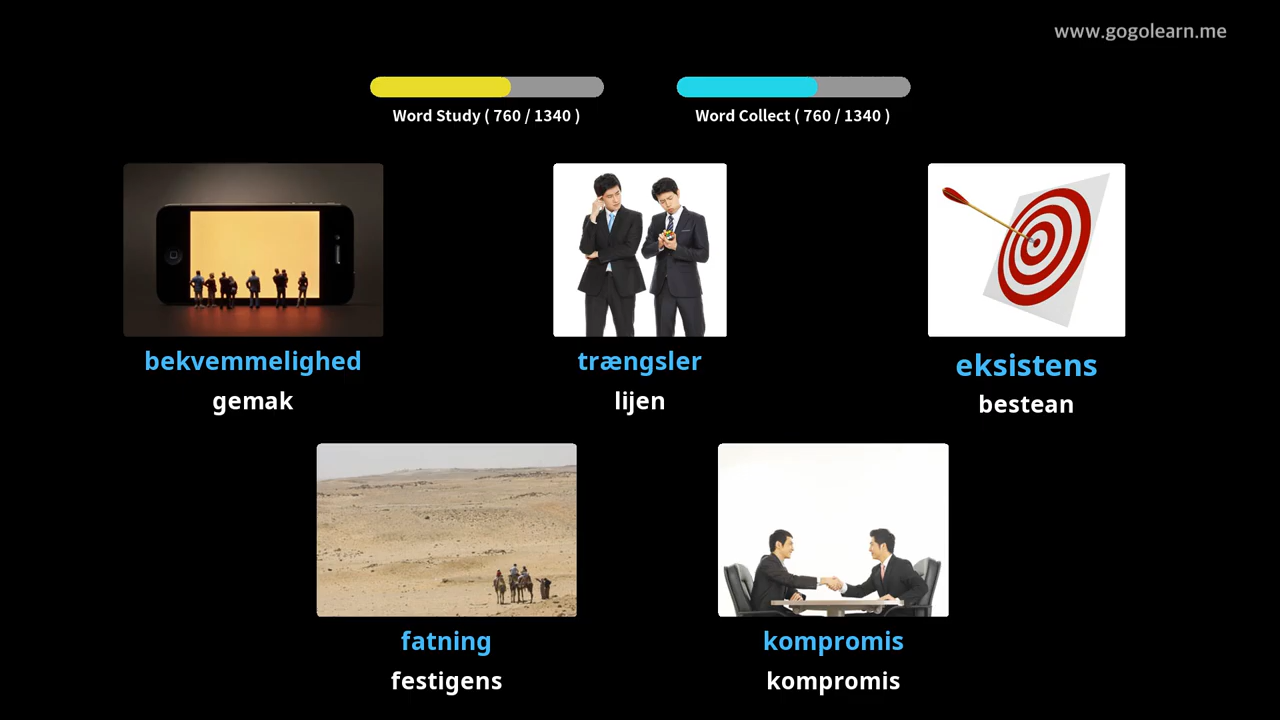 www.gogolearn.me
Word Study ( 760 / 1340 )
Word Collect ( 760 / 1340 )
bekvemmelighed
gemak
trængsler
lijen
eksistens
bestean
fatning
festigens
kompromis
kompromis